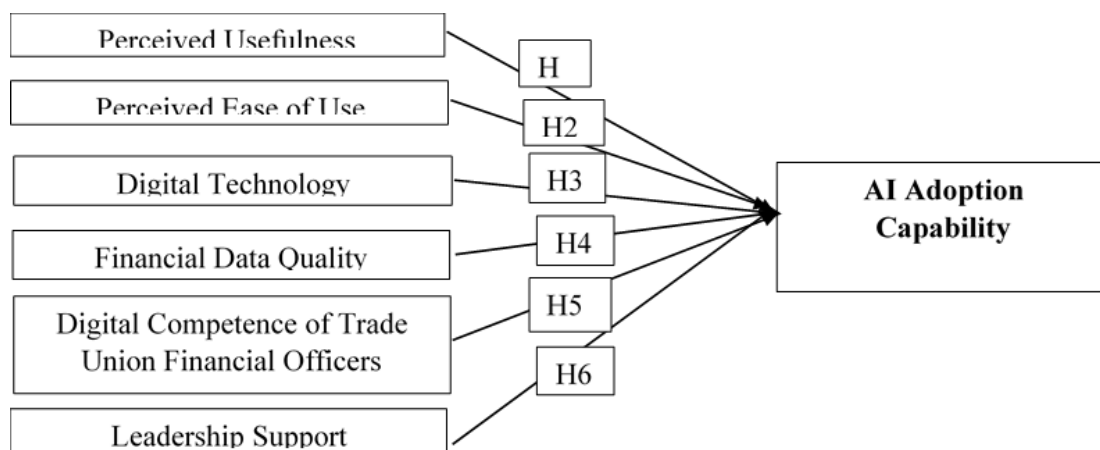 Perceived Usefulness
H
Perceived Ease of Use
H2
Digital Technology
H3
AI Adoption
Capability
Financial Data Quality
H4
Digital Competence of Trade
Union Financial Officers
H5
H6
Leadership Support